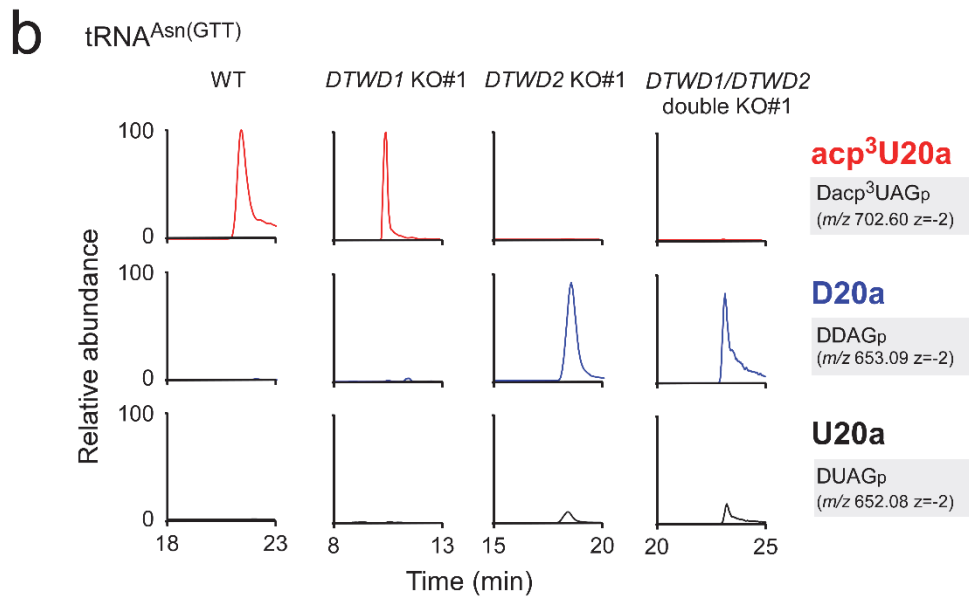 b
tRNAAsn(GTT)
WT
DTWD1 KO#1
DTWD2 KO#1
DTWD1/DTWD2
double KO#1
Relative abundance
100
0
100
0
100
0
acp3U20a
Dacp3UAGp
(m/z 702.60 z=-2)
D20a
DDAGp
(m/z 653.09 z=-2)
U20a
DUAGp
(m/z 652.08 z=-2)
18 23
8 13
15 20
20 25
Time (min)